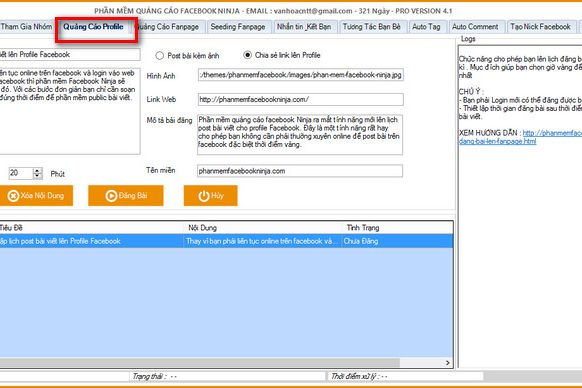 PHẦN MỀM QUẢNG CÁO FACEBOOK NINJA - EMAIL : vanhoacntt@gmail.com - 321 Ngày - PRO VERSION 4.1
Tham Gia Nhóm Quảng Cáo Profile Quảng Cáo Fanpage Seeding Fanpage Nhắn tin _Kết Bạn Tương Tác Bạn Bè Auto Tag Auto Comment Tạo Nick Facebook
viết lên Profile Facebook
Post bài kèm ảnh
Chia sẻ link lên Profile
liên tục online trên facebook và login vào web
facebook thì phần mềm Facebook Ninja sẽ
đó. Với các bước đơn giản bạn chỉ cần soạn
đúng thời điểm để phần mềm public bài viết.
Hình Ảnh
:/themes/phanmemfacebook/images/phan-mem-facebook-ninja.jpg
Link Web
http://phanmemfacebookninja.com/
Mô tả bài đăng
Phần mềm quảng cáo facebook Ninja ra mắt tính năng mới lên lịch
post bài viết cho profile Facebook. Đây là một tính năng rất hay
cho phép bạn không cần phải thường xuyên online để post bài trên
facebook đặc biệt thời điểm vàng.
Tên miền
phanmemfacebookninja.com
20 Phút
Xóa Nội Dung
Đăng Bài
Hủy
Tiêu Đề Nội Dung Tình Trạng
lập lịch post bài viết lên Profile Facebook Thay vì bạn phải liên tục online trên facebook và... Chưa Đăng
Trạng thái : - -
Thời điểm xử lý : - -
Logs
Chức năng cho phép bạn lên lịch đăng b
kì . Mục đích giúp bạn chọn giờ vàng để
nhất
CHÚ Ý :
- Bạn phải Login mới có thể đăng được b
- Thiết lập thời gian đăng bài sau thời điể
XEM HƯỚNG DẪN : http://phanmemface
dang-bai-len-fanpage.html